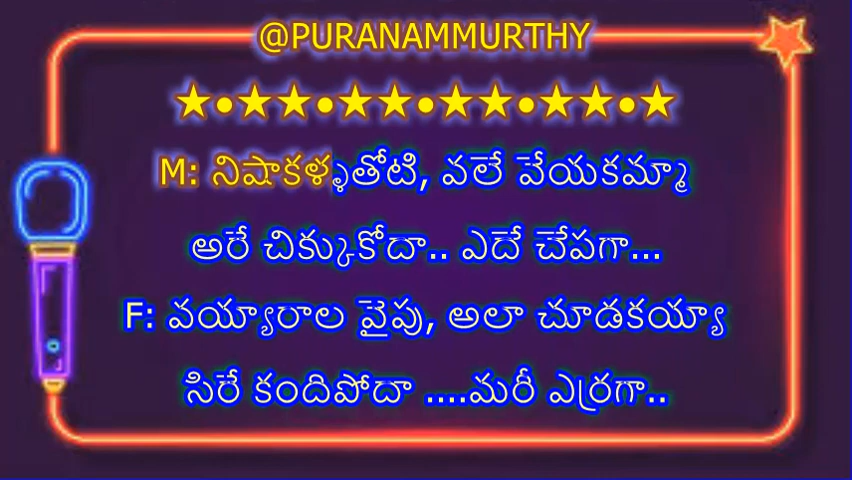 @PURANAMMURTHY
★●★★●★★●★★●★★●★
M: నిషాకళ్ళతోటి, వలే వేయకమ్మా
అరే చిక్కుకోదా.. ఎదే చేపగా...
F: వయ్యారాల వైపు, అలా చూడకయ్యా
సిరే కందిపోదా ....మరీ ఎర్రగా..